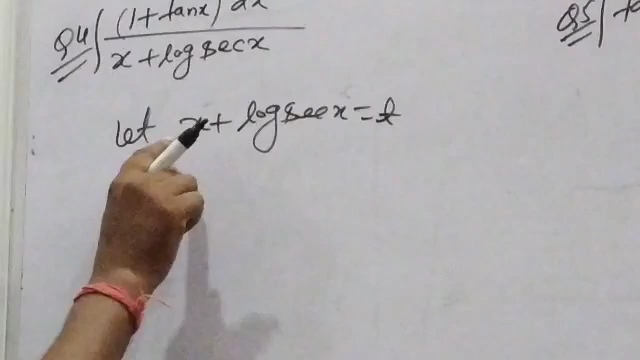 Q4| ∫ (1+tanx) dx
x + log secx
Q5|
let x + log secx = t